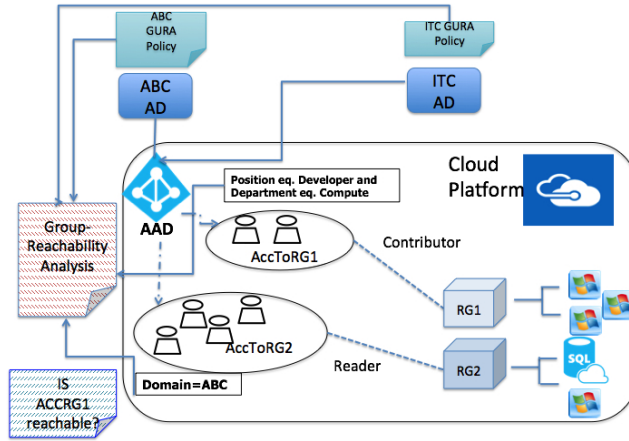 ABC
GURA
Policy
ITC GURA
Policy
ABC
AD
ITC
AD
Cloud
Platform
Position eq. Developer and
Department eq. Compute
AAD
Group-
Reachability
Analysis
AccToRG1
Contributor
RG1
AccToRG2
Reader
RG2
SQL
Domain=ABC
IS
ACCRG1
reachable?